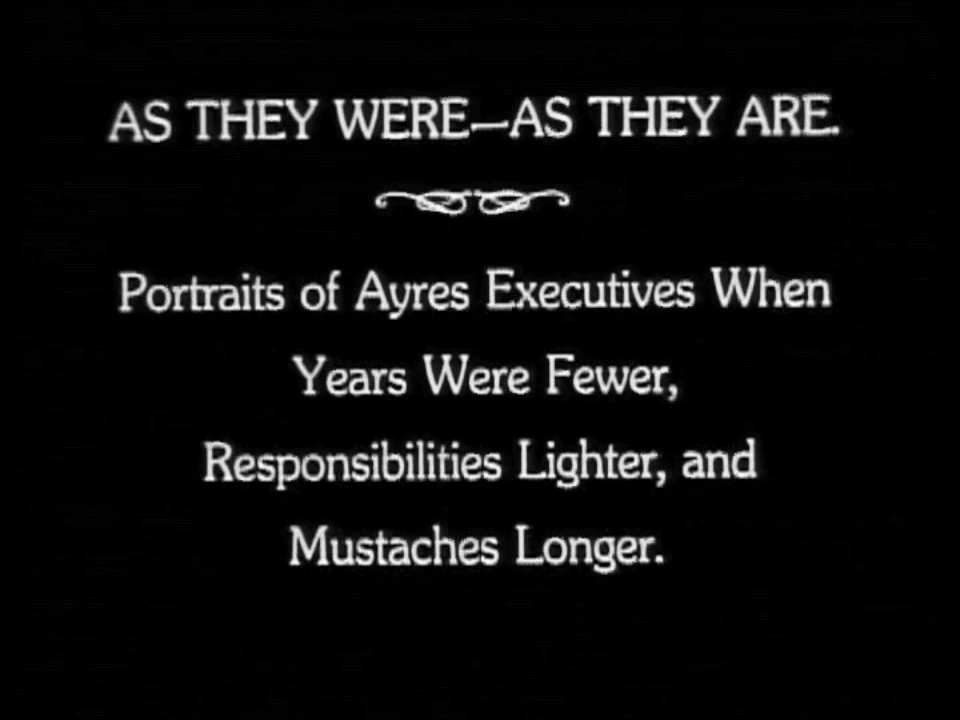 AS THEY WERE—AS THEY ARE.
Portraits of Ayres Executives When
Years Were Fewer,
Responsibilities Lighter, and
Mustaches Longer.